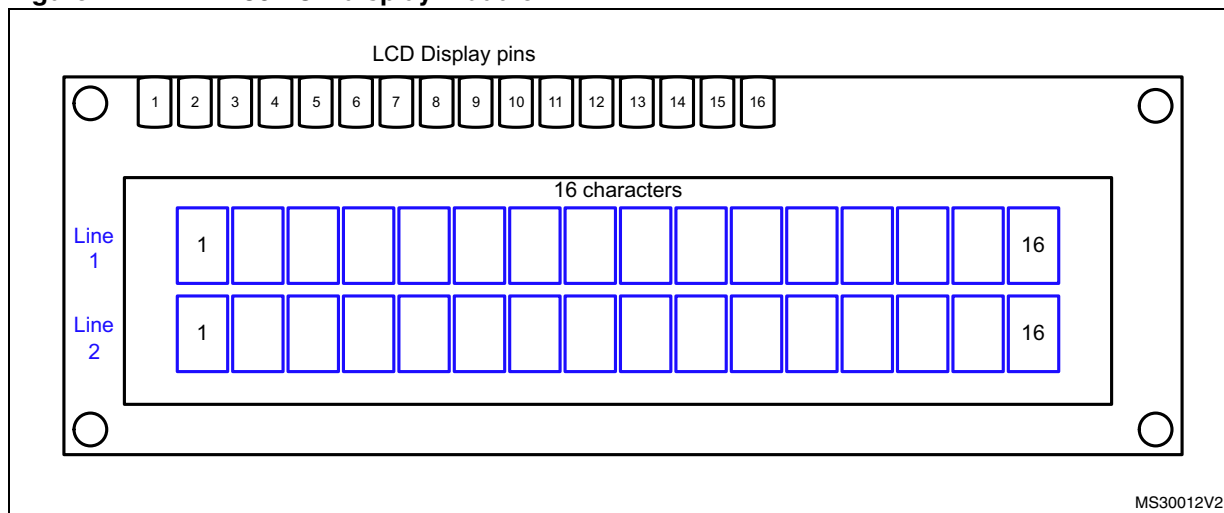 LCD Display pins
1 2 3 4 5 6 7 8 9 10 11 12 13 14 15 16
16 characters
Line 1
1 16
Line 2
1 16
MS30012V2